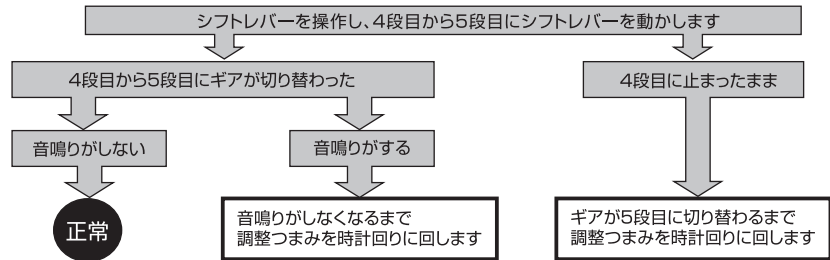 シフトレバーを操作し、4段目から5段目にシフトレバーを動かします
4段目から5段目にギアが切り替わった
4段目に止まったまま
音鳴りがしない
音鳴りがする
正常
音鳴りがしなくなるまで
調整つまみを時計回りに回します
ギアが5段目に切り替わるまで
調整つまみを時計回りに回します